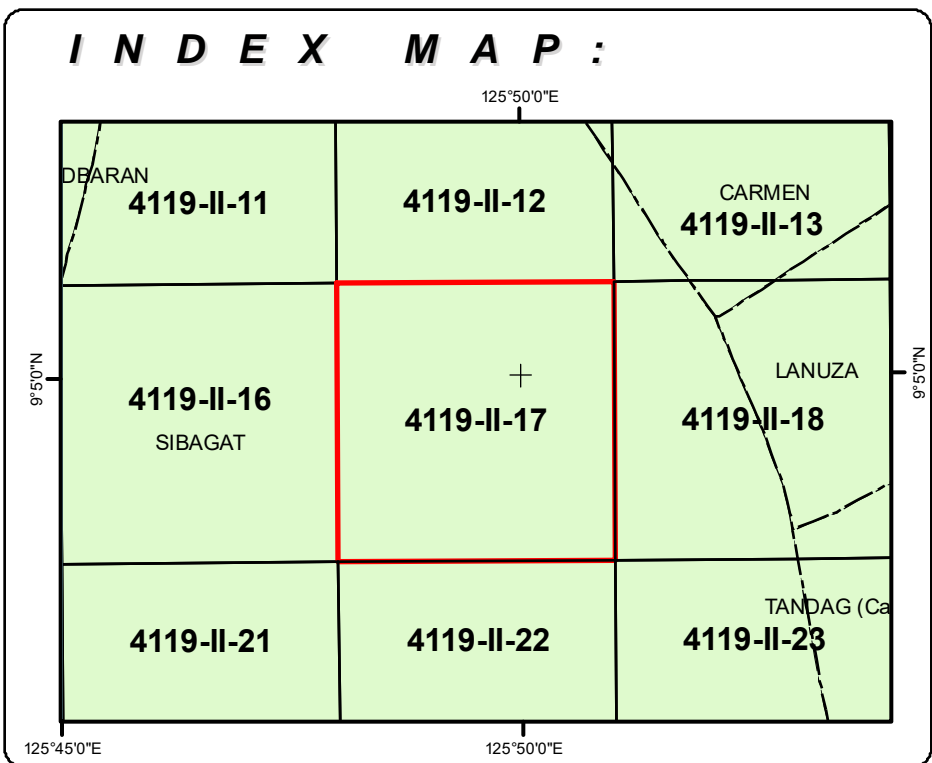 INDEX MAP:
125°50'0"E
DBARAN
4119-II-11
4119-II-12
CARMEN
4119-II-13
9°5'0"N
4119-II-16
SIBAGAT
4119-II-17
LANUZA
4119-II-18
9°5'0"N
4119-II-21
4119-II-22
TANDAG (Ca
4119-II-23
125°45'0"E
125°50'0"E